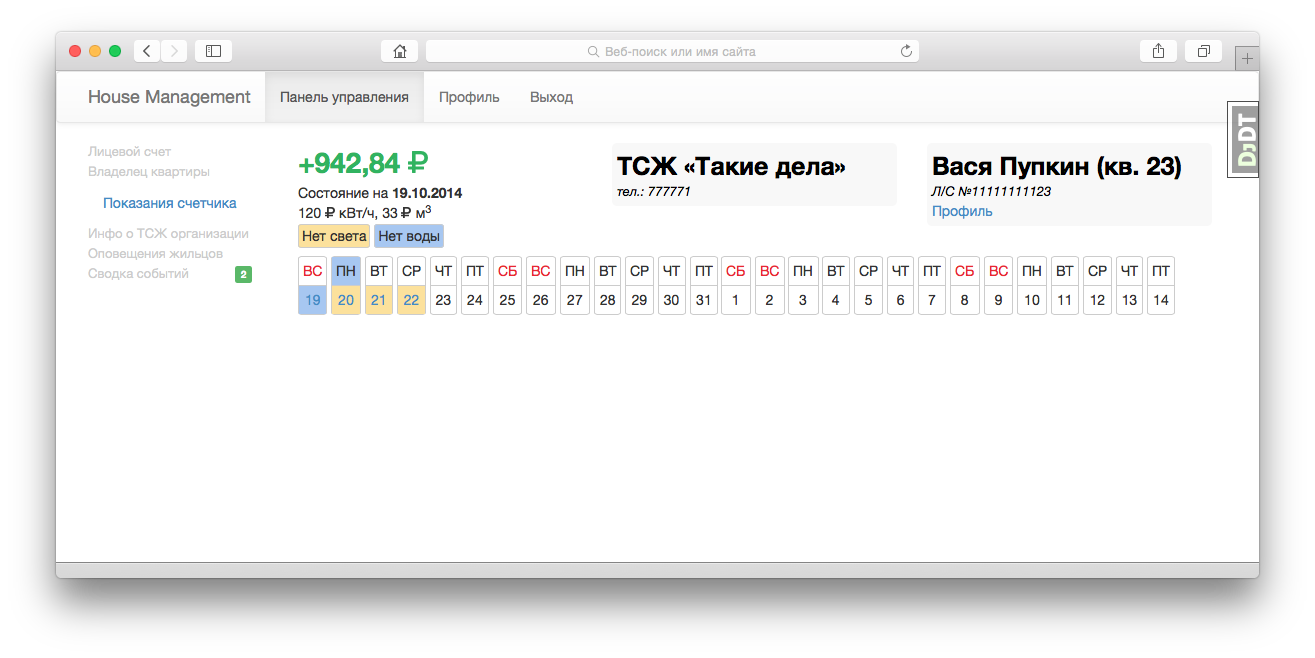 Веб-поиск или имя сайта
House Management Панель управления Профиль Выход
DjDT
Лицевой счет
Владелец квартиры
Показания счетчика
Инфо о ТСЖ организации
Оповещения жильцов
Сводка событий 2
+942,84 ₽
Состояние на 19.10.2014
120 ₽ кВт/ч, 33 ₽ м³
Нет света Нет воды
ТСЖ «Такие дела»
тел.: 777771
Вася Пупкин (кв. 23)
Л/С №11111111123
Профиль
ВС ПН ВТ СР ЧТ ПТ СБ ВС ПН ВТ СР ЧТ ПТ СБ ВС ПН ВТ СР ЧТ ПТ СБ ВС ПН ВТ СР ЧТ ПТ
19 20 21 22 23 24 25 26 27 28 29 30 31 1 2 3 4 5 6 7 8 9 10 11 12 13 14